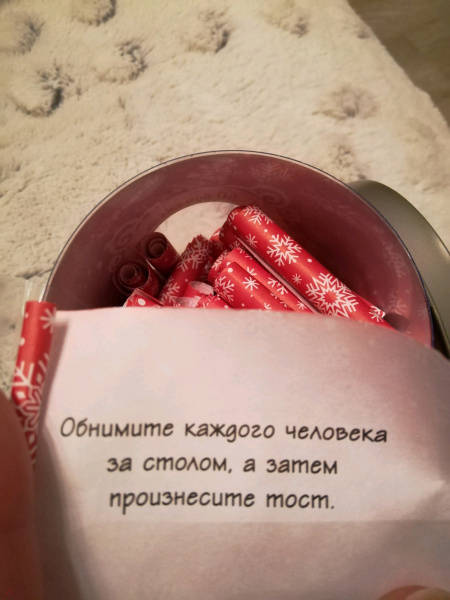 Обнимите каждого человека
за столом, а затем
произнесите тост.